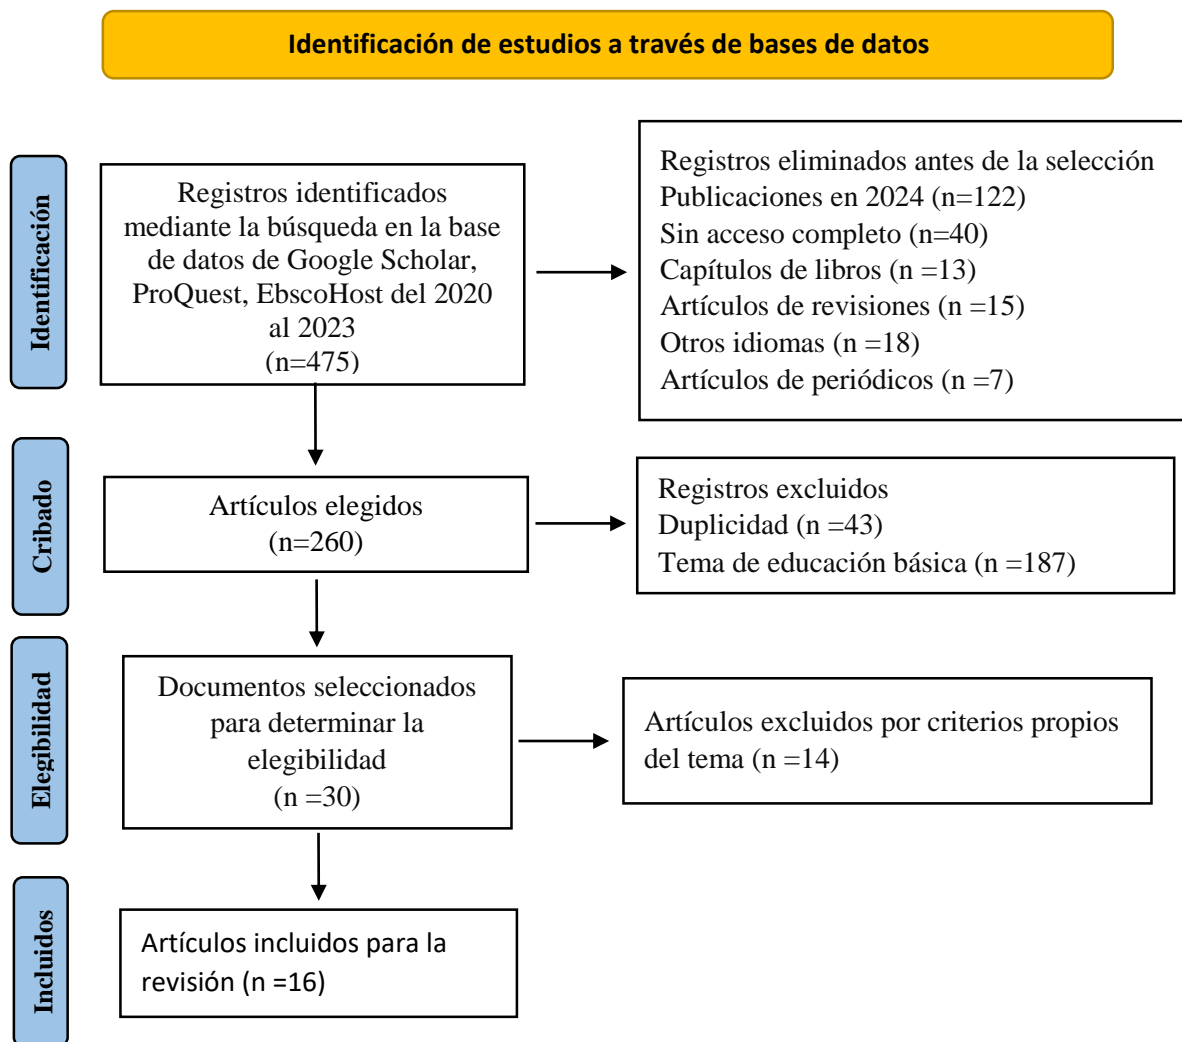 Identificación de estudios a través de bases de datos
Identificación
Registros identificados
mediante la búsqueda en la base
de datos de Google Scholar,
ProQuest, EbscoHost del 2020
al 2023
(n=475)
Registros eliminados antes de la selección
Publicaciones en 2024 (n=122)
Sin acceso completo (n=40)
Capítulos de libros (n =13)
Artículos de revisiones (n =15)
Otros idiomas (n =18)
Artículos de periódicos (n =7)
Cribado
Artículos elegidos
(n=260)
Registros excluidos
Duplicidad (n =43)
Tema de educación básica (n =187)
Elegibilidad
Documentos seleccionados
para determinar la
elegibilidad
(n =30)
Artículos excluidos por criterios propios
del tema (n =14)
Incluidos
Artículos incluidos para la
revisión (n =16)